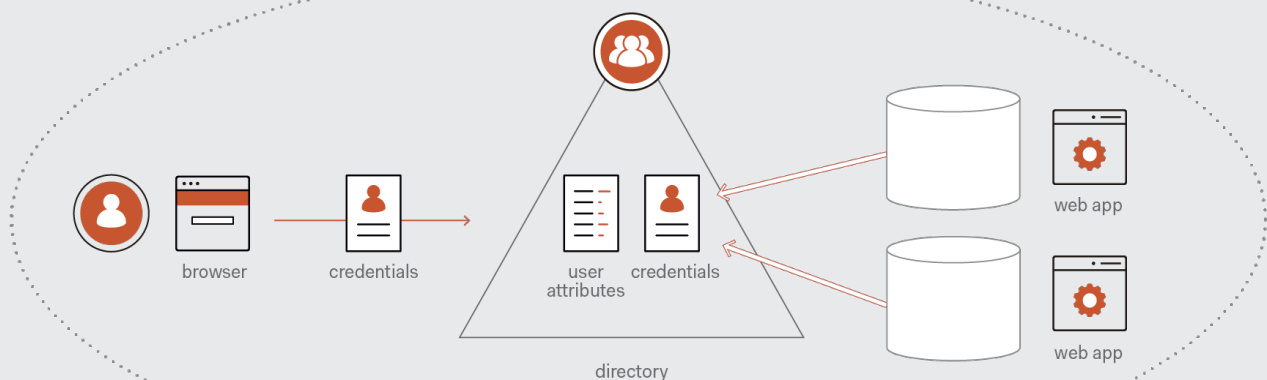 browser
credentials
user
attributes
credentials
directory
web app
web app